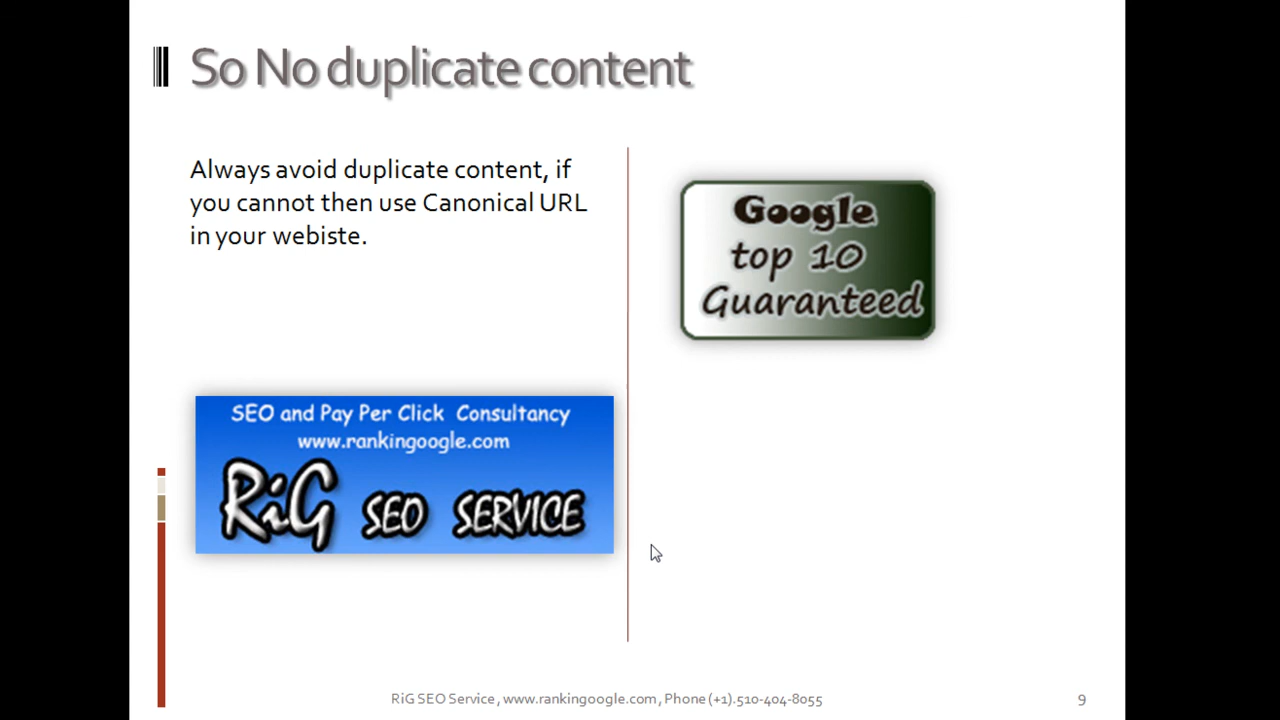 So No duplicate content
Always avoid duplicate content, if
you cannot then use Canonical URL
in your webiste.
Google
top 10
Guaranteed
SEO and Pay Per Click Consultancy
www.rankingoogle.com
RiG SEO SERVICE
RiG SEO Service, www.rankingoogle.com, Phone (+1).510-404-8055
9